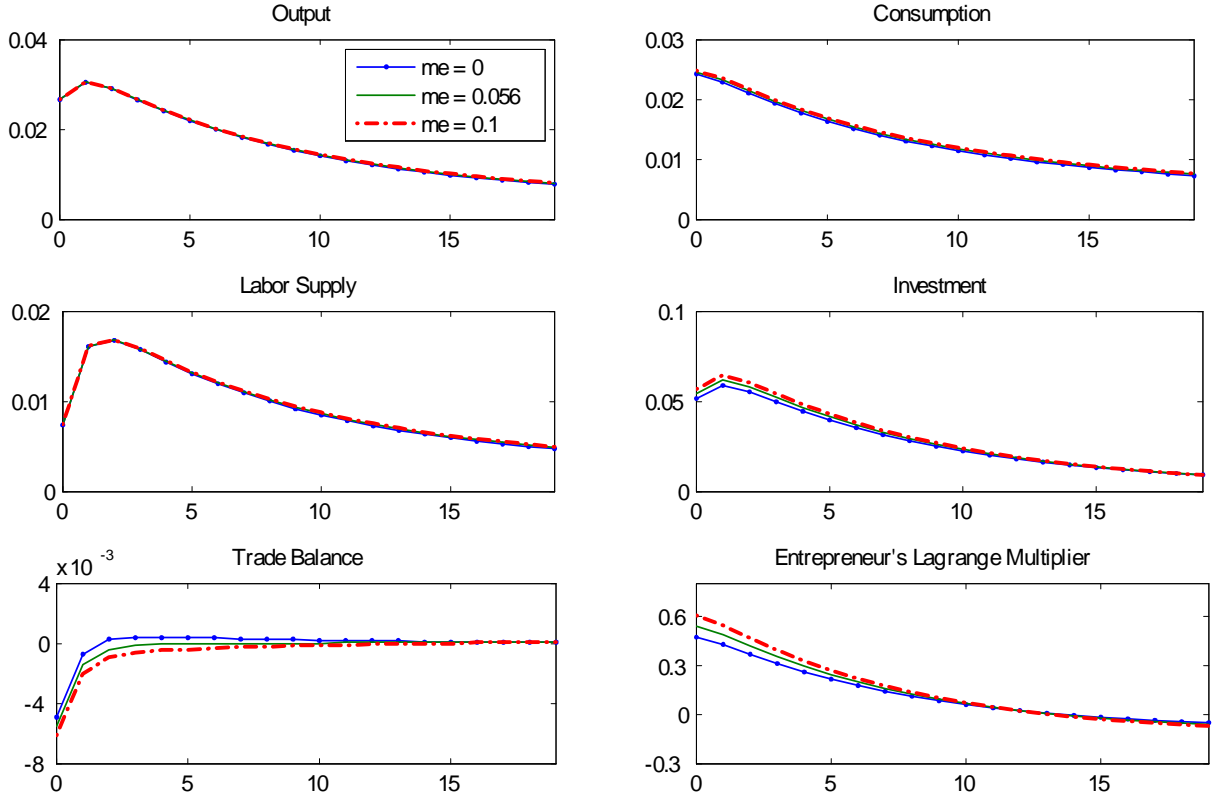 Output
0.04
0.02
0
0 5 10 15
me = 0
me = 0.056
me = 0.1
Consumption
0.03
0.02
0.01
0
0 5 10 15
Labor Supply
0.02
0.01
0
0 5 10 15
Investment
0.1
0.05
0
0 5 10 15
Trade Balance
x 10 -3
4
0
-4
-8
0 5 10 15
Entrepreneur's Lagrange Multiplier
0.6
0.3
0
-0.3
0 5 10 15